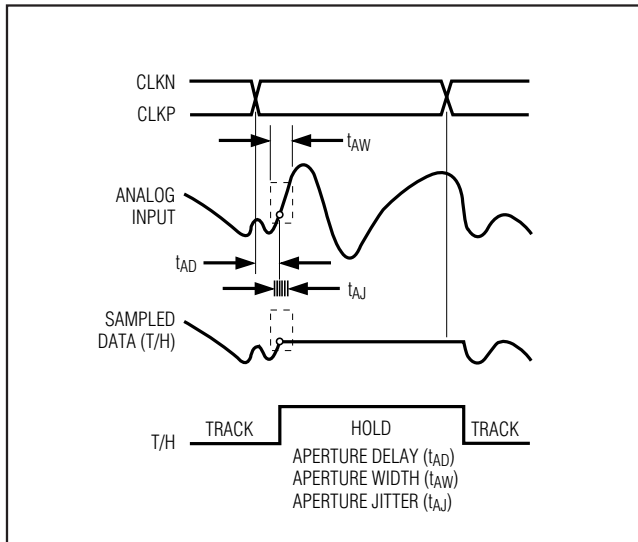 CLKN
CLKP
tAW
ANALOG
INPUT
tAD
tAJ
SAMPLED
DATA (T/H)
TRACK
HOLD
TRACK
T/H
APERTURE DELAY (tAD)
APERTURE WIDTH (tAW)
APERTURE JITTER (tAJ)